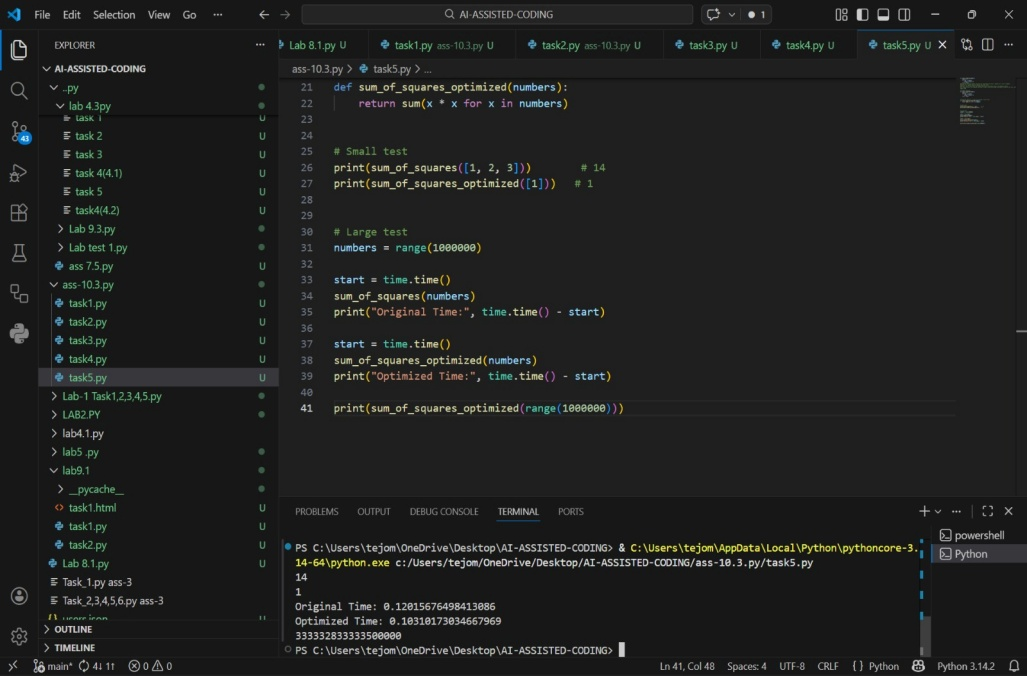 File Edit Selection View Go ··· AI-ASSISTED-CODING 1
EXPLORER ···
AI-ASSISTED-CODING
..py
lab 4.3py
task 1 U
task 2 U
task 3 U
task 4(4.1) U
task 5 U
task4(4.2) U
Lab 9.3.py
Lab test 1.py
ass 7.5.py U
ass-10.3.py
task1.py U
task2.py U
task3.py U
task4.py U
task5.py U
Lab-1 Task1,2,3,4,5.py
LAB2.PY
lab4.1.py
lab5 .py
lab9.1
__pycache__
task1.html U
task1.py U
task2.py U
Lab 8.1.py U
Task_1.py ass-3
Task_2,3,4,5,6.py ass-3
users.json
OUTLINE
TIMELINE
43
Lab 8.1.py U task1.py ass-10.3.py U task2.py ass-10.3.py U task3.py U task4.py U task5.py U
ass-10.3.py > task5.py > ...
21 def sum_of_squares_optimized(numbers):
22     return sum(x * x for x in numbers)
23
24
25 # Small test
26 print(sum_of_squares([1, 2, 3]))        # 14
27 print(sum_of_squares_optimized([1]))   # 1
28
29
30 # Large test
31 numbers = range(1000000)
32
33 start = time.time()
34 sum_of_squares(numbers)
35 print("Original Time:", time.time() - start)
36
37 start = time.time()
38 sum_of_squares_optimized(numbers)
39 print("Optimized Time:", time.time() - start)
40
41 print(sum_of_squares_optimized(range(1000000)))
PROBLEMS OUTPUT DEBUG CONSOLE TERMINAL PORTS
PS C:\Users\tejom\OneDrive\Desktop\AI-ASSISTED-CODING> & C:\Users\tejom\AppData\Local\Python\pythoncore-3.
14-64\python.exe c:/Users/tejom/OneDrive/Desktop/AI-ASSISTED-CODING/ass-10.3.py/task5.py
14
1
Original Time: 0.12015676498413086
Optimized Time: 0.10310173034667969
333332833333500000
PS C:\Users\tejom\OneDrive\Desktop\AI-ASSISTED-CODING>
powershell
Python
main* 4↓ 1↑ 0 0 Ln 41, Col 48 Spaces: 4 UTF-8 CRLF { } Python Python 3.14.2